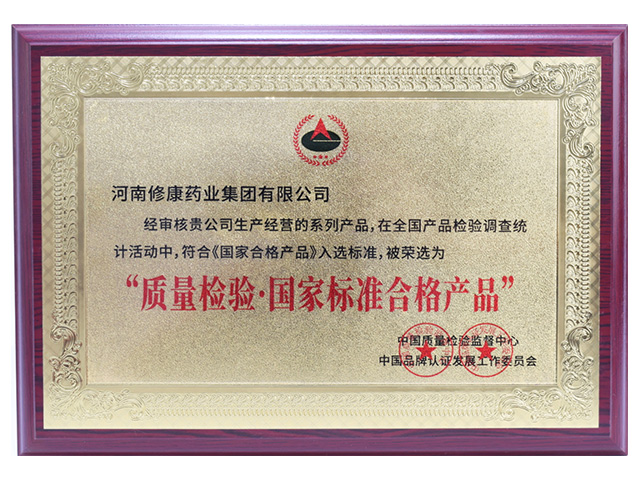 河南修康药业集团有限公司
经审核贵公司生产经营的系列产品，在全国产品检验调查统
计活动中，符合《国家合格产品》入选标准，被荣选为
“质量检验·国家标准合格产品”
中国质量检验监督中心
中国品牌认证发展工作委员会